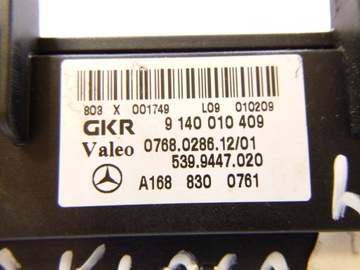 803 X 001749 L09 010209
GKR 9 140 010 409
Valeo 0768.0286.12/01
539.9447.020
A168 830 0761